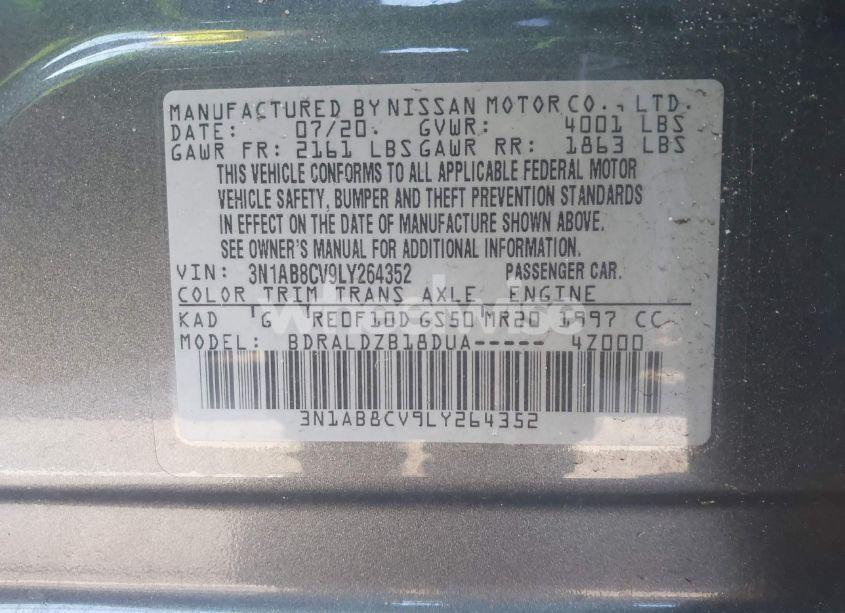 MANUFACTURED BY NISSAN MOTOR CO., LTD.
DATE: 07/20 GVWR: 4001 LBS
GAWR FR: 2161 LBS GAWR RR: 1863 LBS
THIS VEHICLE CONFORMS TO ALL APPLICABLE FEDERAL MOTOR
VEHICLE SAFETY, BUMPER AND THEFT PREVENTION STANDARDS
IN EFFECT ON THE DATE OF MANUFACTURE SHOWN ABOVE.
SEE OWNER'S MANUAL FOR ADDITIONAL INFORMATION.
VIN: 3N1AB8CV9LY264352 PASSENGER CAR.
COLOR TRIM TRANS AXLE ENGINE
KAD G RE0F10D GS50 MR20 1997 CC
MODEL: BDRALDZB18DUA----- 4Z000
3N1AB8CV9LY264352